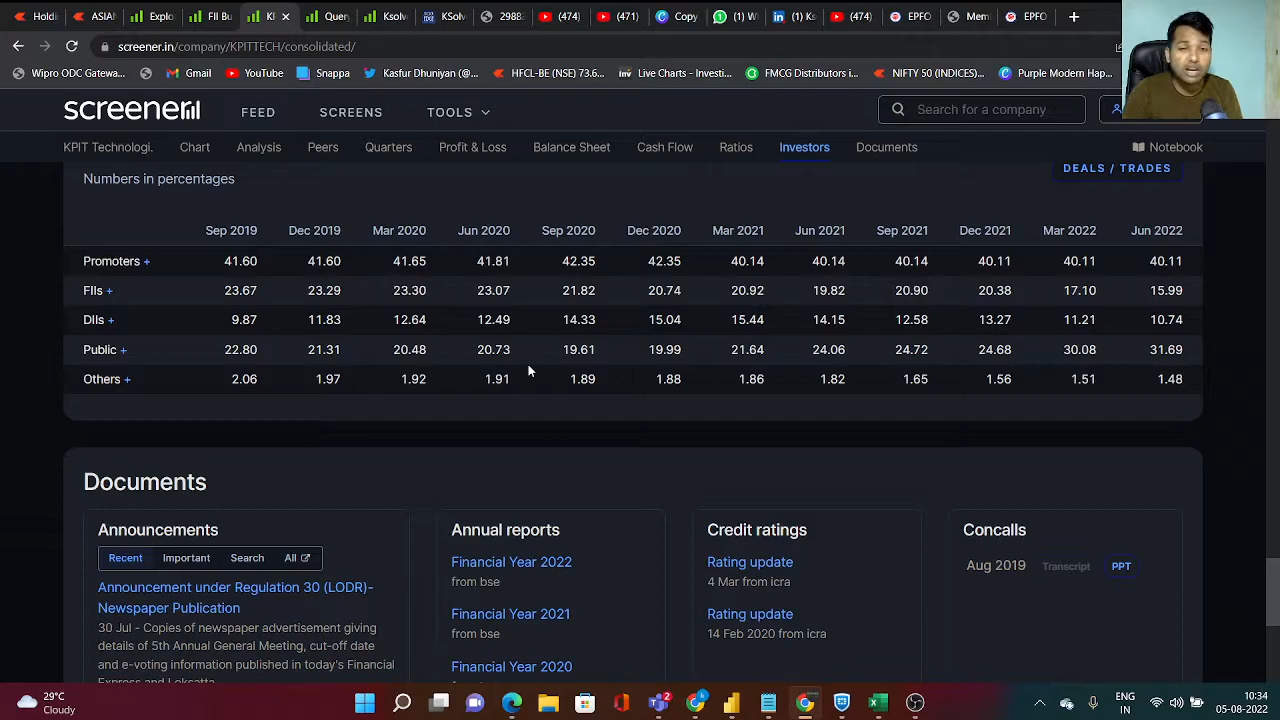 Holdi
ASIAN
Explo
FII Bu
KI
Query
Ksolv
KSolv
29883
(474)
(471)
Copy
(1) W
(474)
EPFO
Mem
EPFO
screener.in/company/KPITTECH/consolidated/
Wipro ODC Gatewa...
Gmail
YouTube
Snappa
Kasfur Dhuniyan (@...
HFCL-BE (NSE) 73.6...
Live Charts - Investi...
FMCG Distributors i...
NIFTY 50 (INDICES)...
Purple Modern Hap...
screener
FEED
SCREENS
TOOLS
Search for a company
KPIT Technologi.
Chart
Analysis
Peers
Quarters
Profit & Loss
Balance Sheet
Cash Flow
Ratios
Investors
Documents
Notebook
Numbers in percentages
DEALS / TRADES
Sep 2019 Dec 2019 Mar 2020 Jun 2020 Sep 2020 Dec 2020 Mar 2021 Jun 2021 Sep 2021 Dec 2021 Mar 2022 Jun 2022
Promoters + 41.60 41.60 41.65 41.81 42.35 42.35 40.14 40.14 40.14 40.11 40.11 40.11
FIIs + 23.67 23.29 23.30 23.07 21.82 20.74 20.92 19.82 20.90 20.38 17.10 15.99
DIIs + 9.87 11.83 12.64 12.49 14.33 15.04 15.44 14.15 12.58 13.27 11.21 10.74
Public + 22.80 21.31 20.48 20.73 19.61 19.99 21.64 24.06 24.72 24.68 30.08 31.69
Others + 2.06 1.97 1.92 1.91 1.89 1.88 1.86 1.82 1.65 1.56 1.51 1.48
Documents
Announcements
Recent
Important
Search
All
Announcement under Regulation 30 (LODR)-
Newspaper Publication
30 Jul - Copies of newspaper advertisement giving
details of 5th Annual General Meeting, cut-off date
and e-voting information published in today's Financial
Express and Loksatta.
Annual reports
Financial Year 2022
from bse
Financial Year 2021
from bse
Financial Year 2020
Credit ratings
Rating update
4 Mar from icra
Rating update
14 Feb 2020 from icra
Concalls
Aug 2019 Transcript PPT
29°C
Cloudy
2
ENG
IN
10:34
05-08-2022